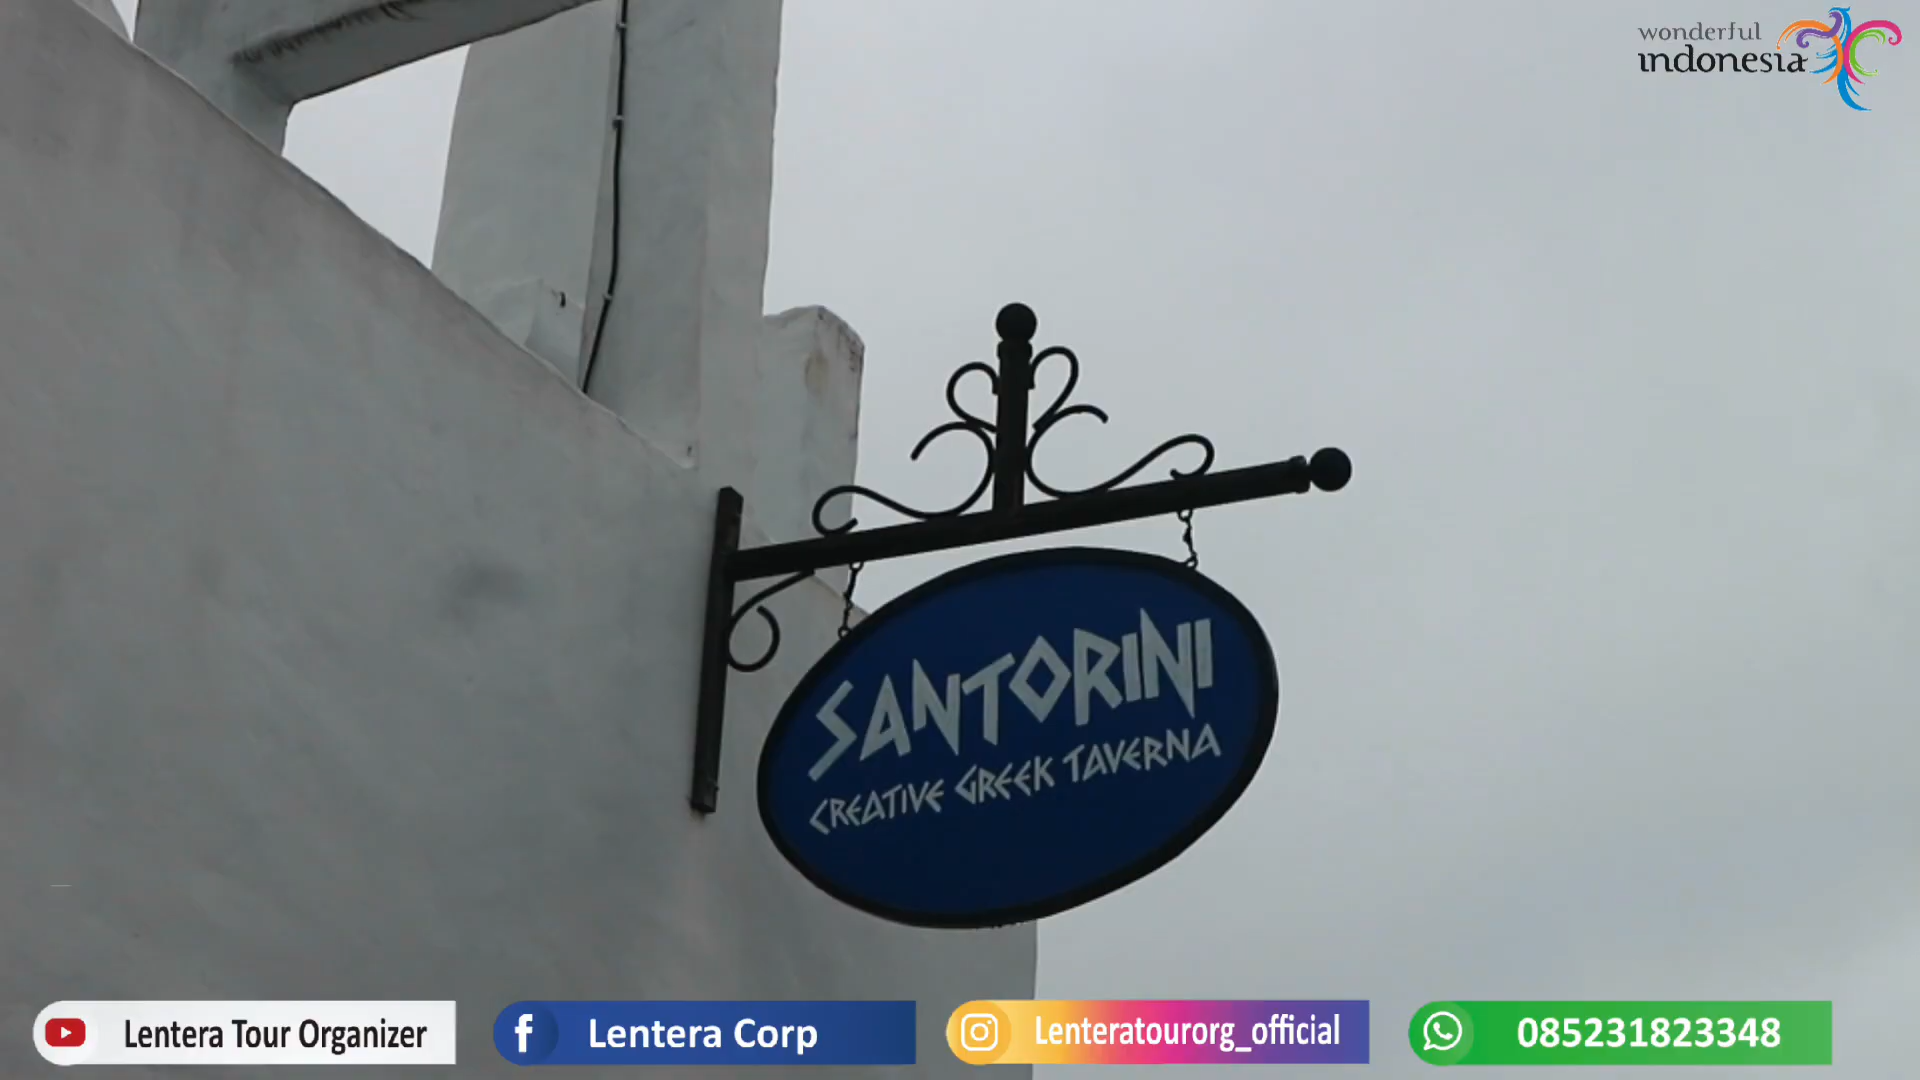 wonderful
indonesia
SANTORINI
CREATIVE GREEK TAVERNA
Lentera Tour Organizer
Lentera Corp
Lenteratourorg_official
085231823348